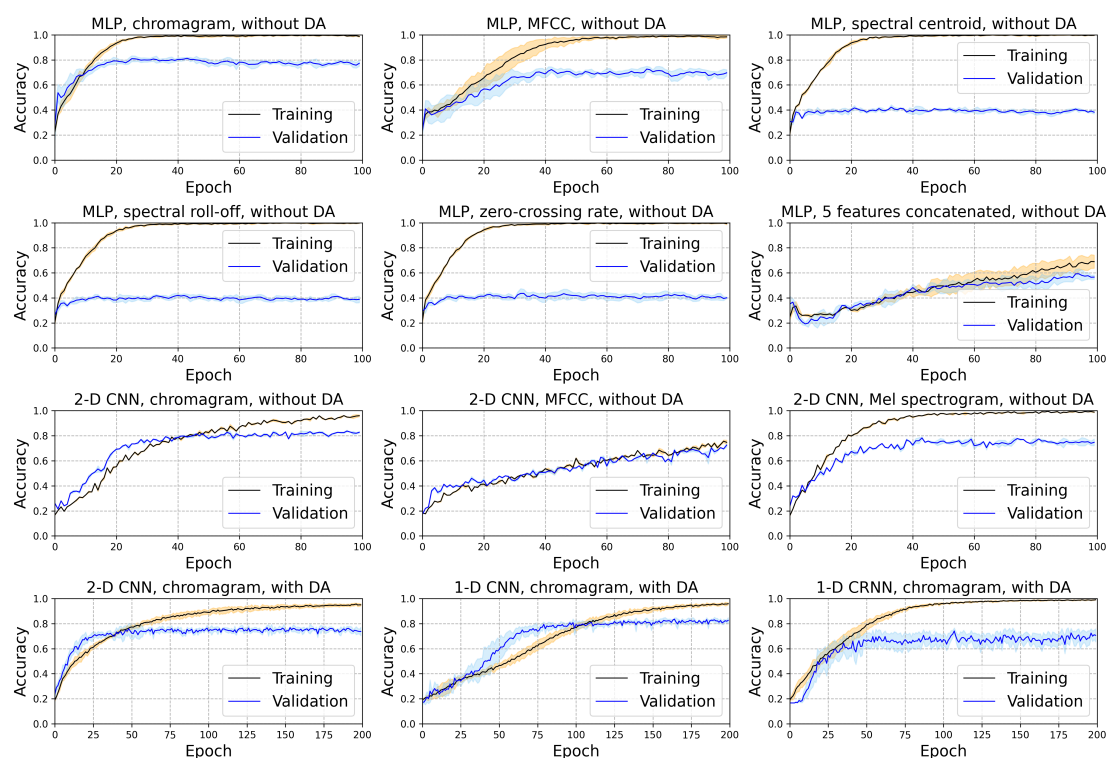 MLP, chromagram, without DA
Accuracy
1.0
0.8
0.6
0.4
0.2
0.0
Training
Validation
0 20 40 60 80 100
Epoch
MLP, MFCC, without DA
Accuracy
1.0
0.8
0.6
0.4
0.2
0.0
Training
Validation
0 20 40 60 80 100
Epoch
MLP, spectral centroid, without DA
Accuracy
1.0
0.8
0.6
0.4
0.2
0.0
Training
Validation
0 20 40 60 80 100
Epoch
MLP, spectral roll-off, without DA
Accuracy
1.0
0.8
0.6
0.4
0.2
0.0
Training
Validation
0 20 40 60 80 100
Epoch
MLP, zero-crossing rate, without DA
Accuracy
1.0
0.8
0.6
0.4
0.2
0.0
Training
Validation
0 20 40 60 80 100
Epoch
MLP, 5 features concatenated, without DA
Accuracy
1.0
0.8
0.6
0.4
0.2
0.0
Training
Validation
0 20 40 60 80 100
Epoch
2-D CNN, chromagram, without DA
Accuracy
1.0
0.8
0.6
0.4
0.2
0.0
Training
Validation
0 20 40 60 80 100
Epoch
2-D CNN, MFCC, without DA
Accuracy
1.0
0.8
0.6
0.4
0.2
0.0
Training
Validation
0 20 40 60 80 100
Epoch
2-D CNN, Mel spectrogram, without DA
Accuracy
1.0
0.8
0.6
0.4
0.2
0.0
Training
Validation
0 20 40 60 80 100
Epoch
2-D CNN, chromagram, with DA
Accuracy
1.0
0.8
0.6
0.4
0.2
0.0
Training
Validation
0 25 50 75 100 125 150 175 200
Epoch
1-D CNN, chromagram, with DA
Accuracy
1.0
0.8
0.6
0.4
0.2
0.0
Training
Validation
0 25 50 75 100 125 150 175 200
Epoch
1-D CRNN, chromagram, with DA
Accuracy
1.0
0.8
0.6
0.4
0.2
0.0
Training
Validation
0 25 50 75 100 125 150 175 200
Epoch